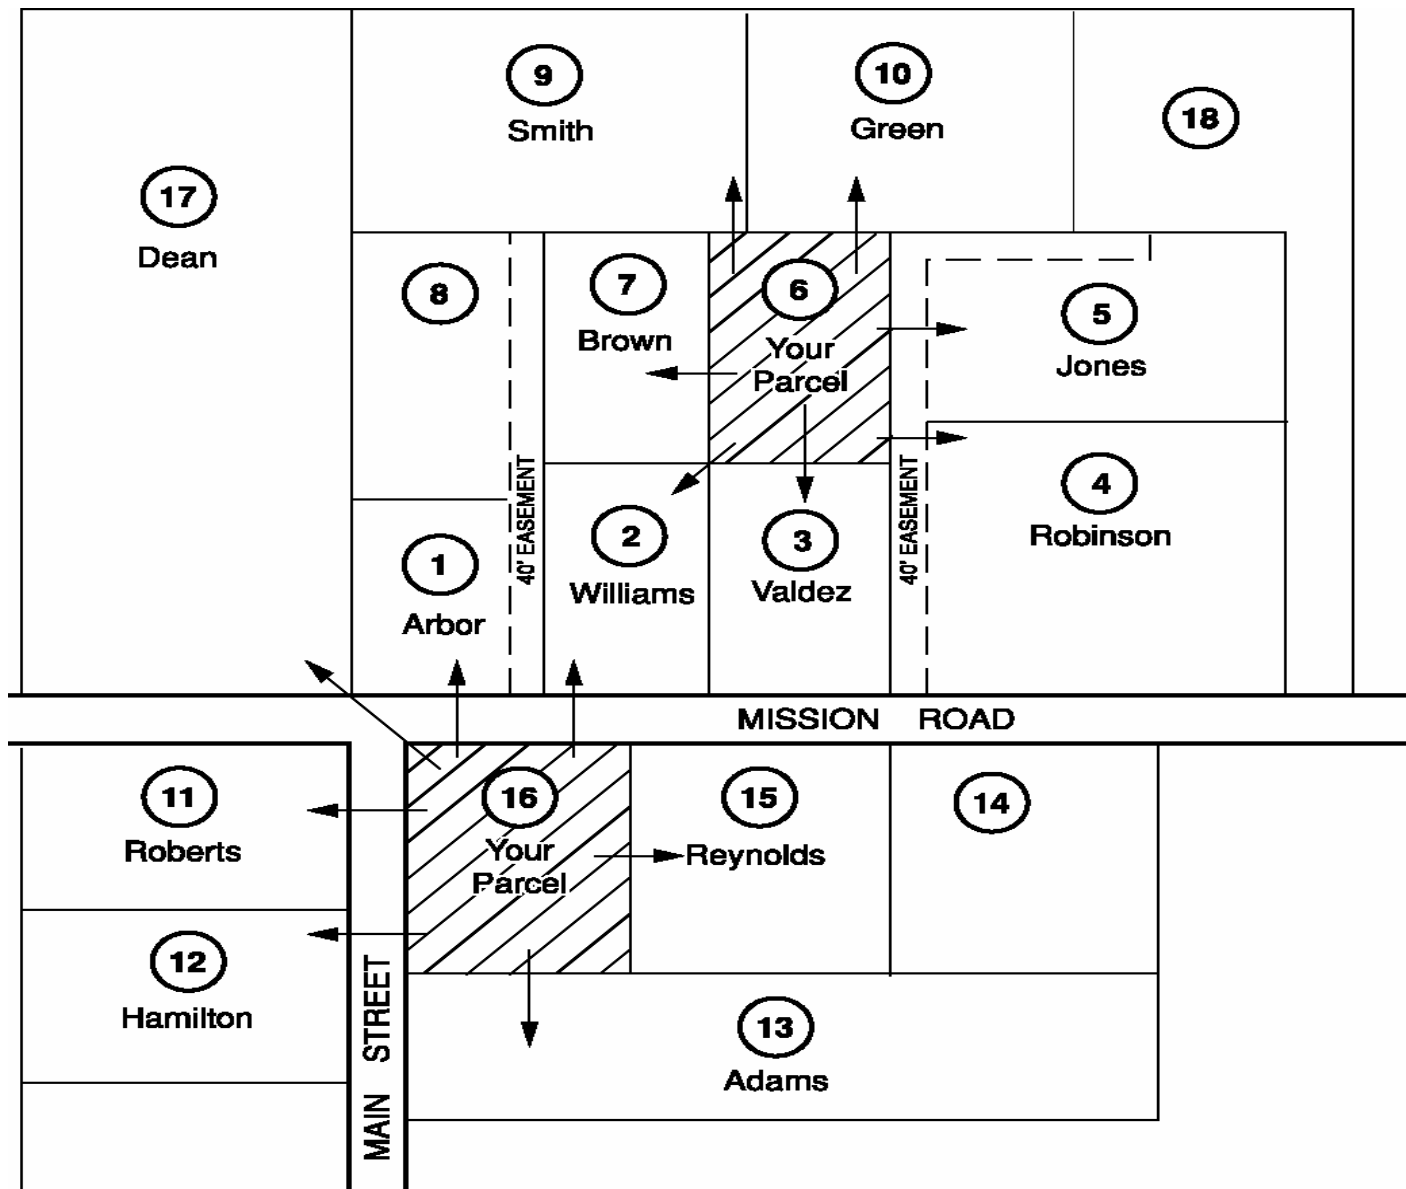 9
Smith
10
Green
18
17
Dean
8
7
Brown
6
Your
Parcel
5
Jones
40' EASEMENT
40' EASEMENT
4
Robinson
1
Arbor
2
Williams
3
Valdez
MISSION ROAD
11
Roberts
16
Your
Parcel
15
Reynolds
14
12
Hamilton
MAIN STREET
13
Adams